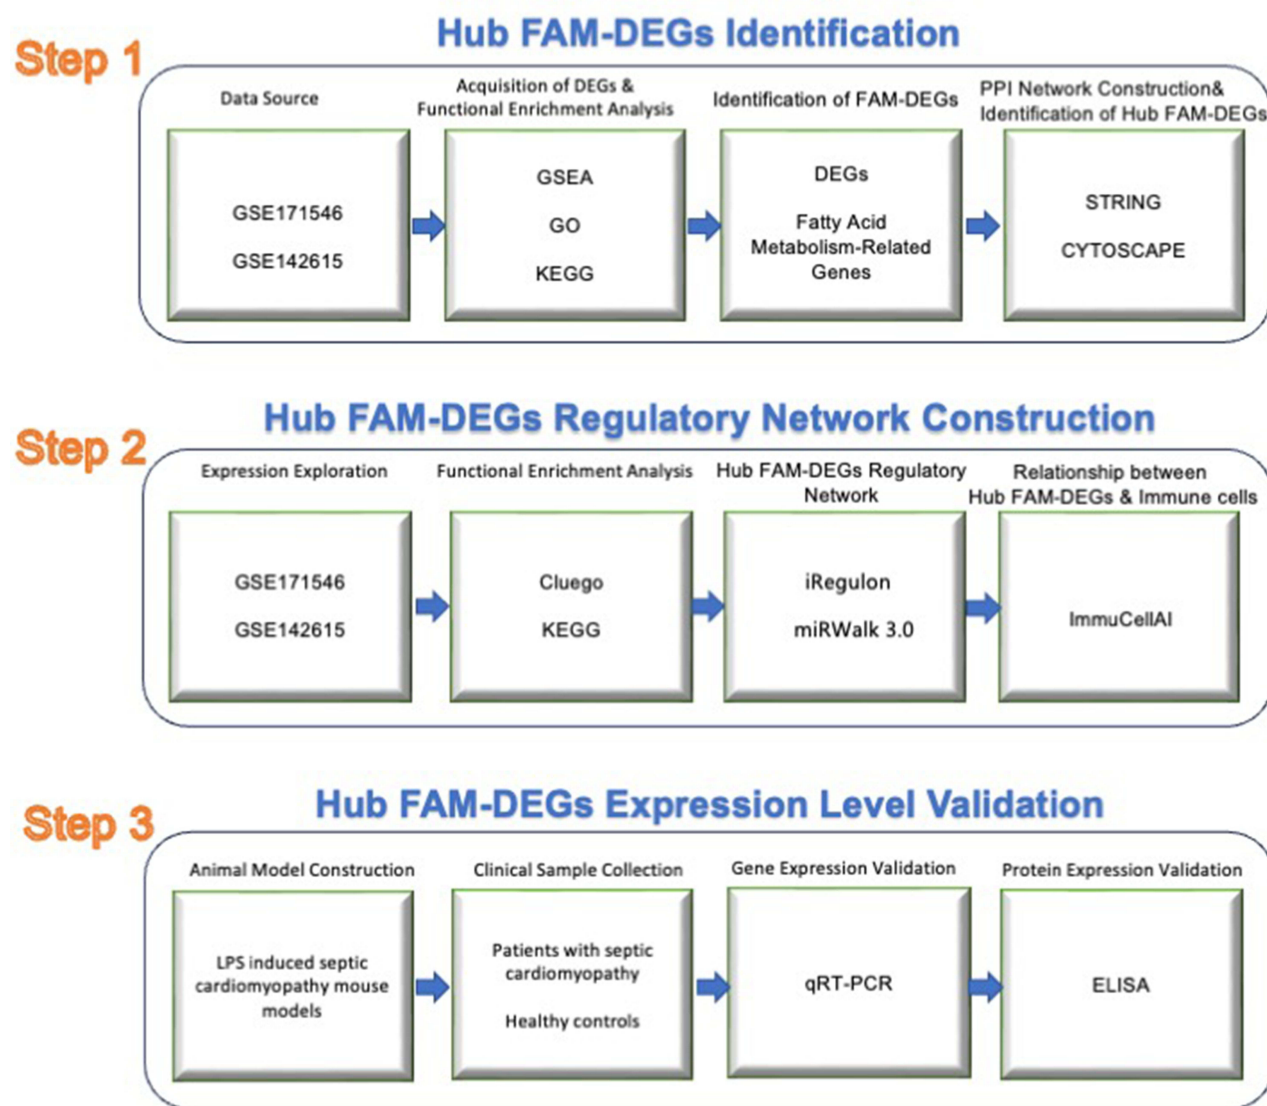 Hub FAM-DEGs Identification
Step 1
Data Source
GSE171546
GSE142615
Acquisition of DEGs &
Functional Enrichment Analysis
GSEA
GO
KEGG
Identification of FAM-DEGs
DEGs
Fatty Acid
Metabolism-Related
Genes
PPI Network Construction&
Identification of Hub FAM-DEGs
STRING
CYTOSCAPE
Hub FAM-DEGs Regulatory Network Construction
Step 2
Expression Exploration
GSE171546
GSE142615
Functional Enrichment Analysis
Cluego
KEGG
Hub FAM-DEGs Regulatory
Network
iRegulon
miRWalk 3.0
Relationship between
Hub FAM-DEGs & Immune cells
ImmuCellAI
Hub FAM-DEGs Expression Level Validation
Step 3
Animal Model Construction
LPS induced septic
cardiomyopathy mouse
models
Clinical Sample Collection
Patients with septic
cardiomyopathy
Healthy controls
Gene Expression Validation
qRT-PCR
Protein Expression Validation
ELISA